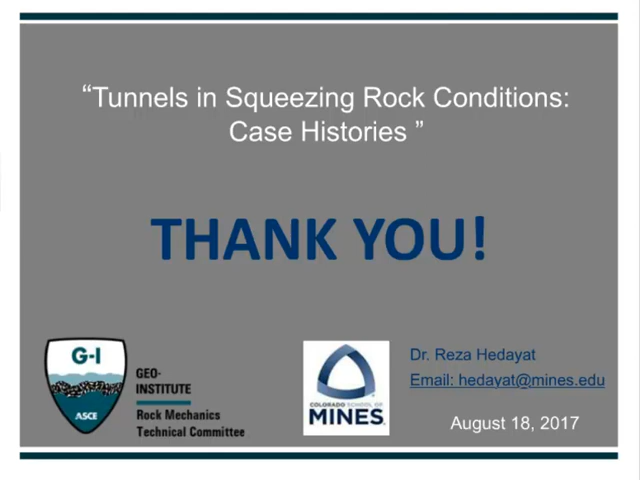 “Tunnels in Squeezing Rock Conditions:
Case Histories ”
THANK YOU!
G-I
ASCE
GEO-
INSTITUTE
Rock Mechanics
Technical Committee
COLORADO SCHOOL OF
MINES
Dr. Reza Hedayat
Email: hedayat@mines.edu
August 18, 2017